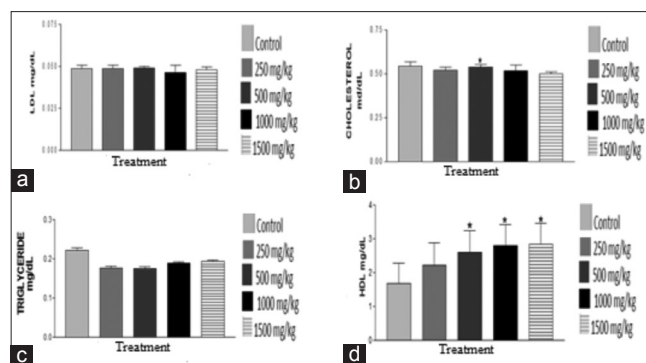 0.075
0.050
0.025
0.000
LDL mg/dL
Control
250 mg/kg
500 mg/kg
1000 mg/kg
1500 mg/kg
Treatment
a
0.75
0.50
0.25
0.00
CHOLESTEROL
md/dL
*
Control
250 mg/kg
500 mg/kg
1000 mg/kg
1500 mg/kg
Treatment
b
0.3
0.2
0.1
0.0
TRIGLYCERIDE
mg/dL
Control
250 mg/kg
500 mg/kg
1000 mg/kg
1500 mg/kg
Treatment
c
4
3
2
1
0
HDL mg/dL
* * *
Control
250 mg/kg
500 mg/kg
1000 mg/kg
1500 mg/kg
Treatment
d